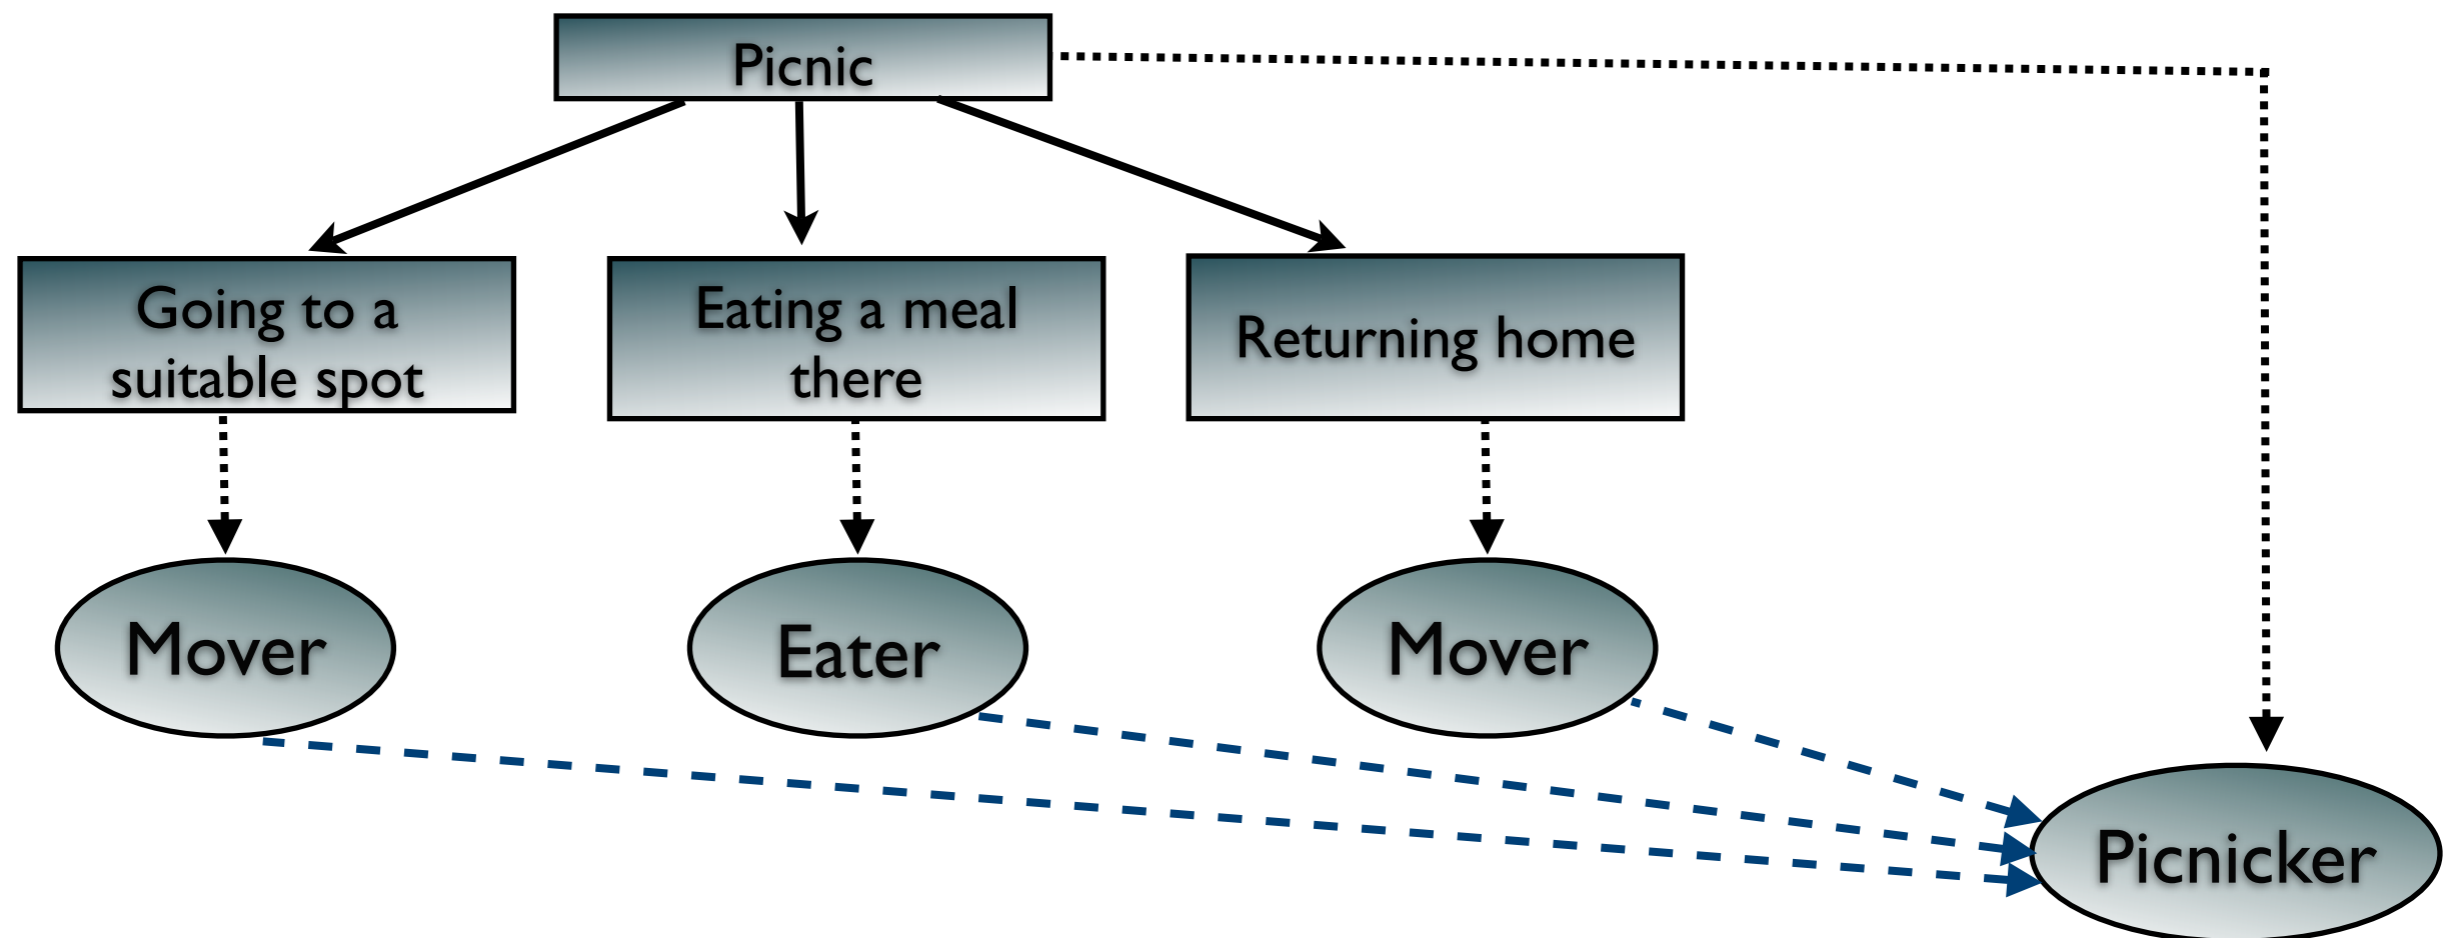 Picnic
Going to a
suitable spot
Eating a meal
there
Returning home
Mover
Eater
Mover
Picnicker